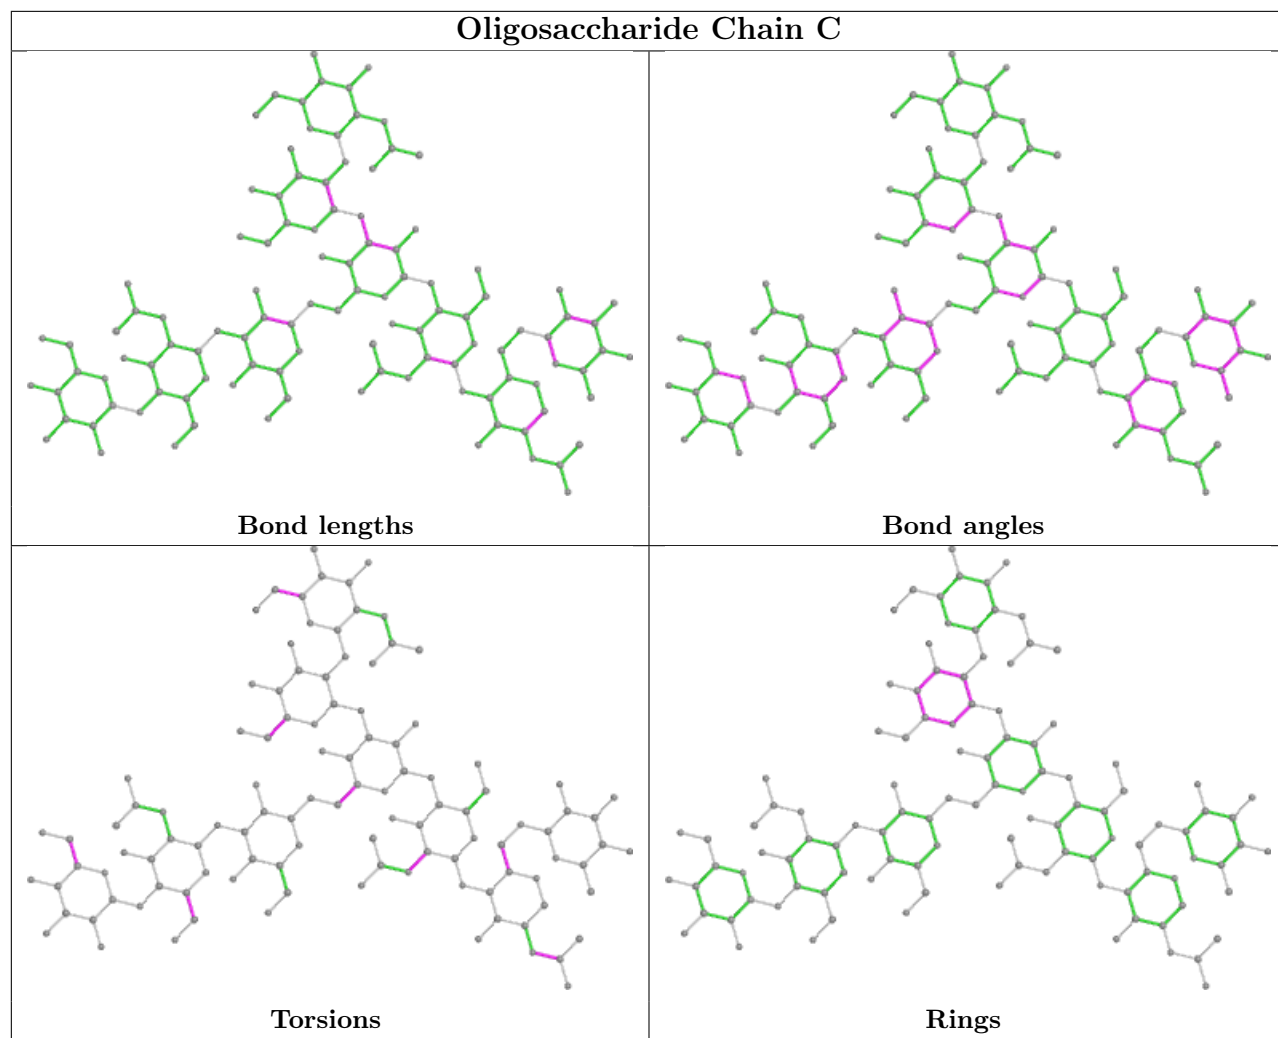 Oligosaccharide Chain C
Bond lengths
Bond angles
Torsions
Rings